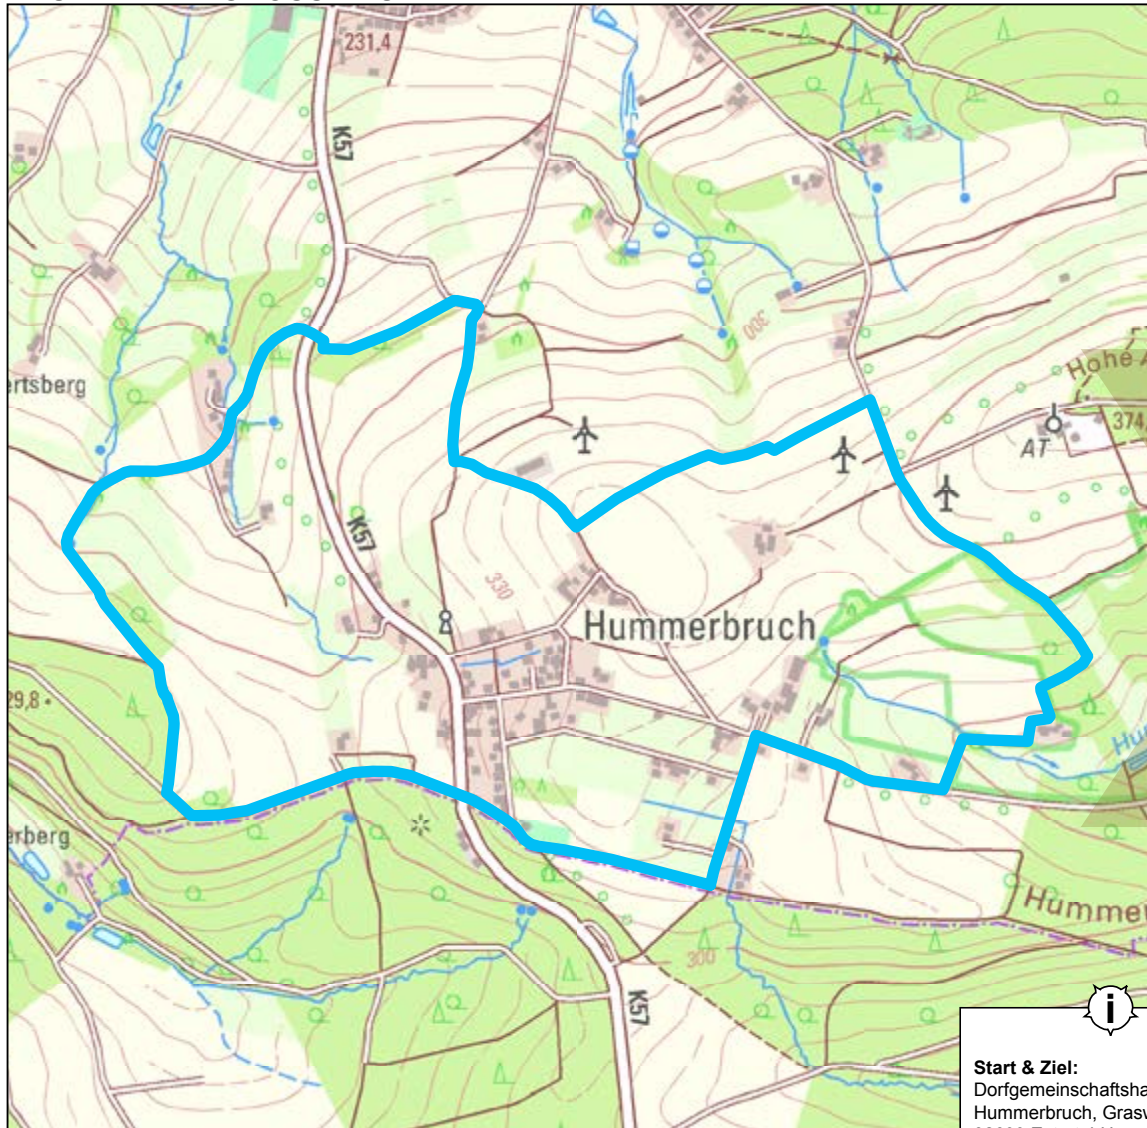 231,4
K57
300
ertsberg
Hohe
374,
AT
K57
330
Hummerbruch
29,8
erberg
Hummer
300
K57
i
Start & Ziel:
Dorfgemeinschaftsha
Hummerbruch, Grasw